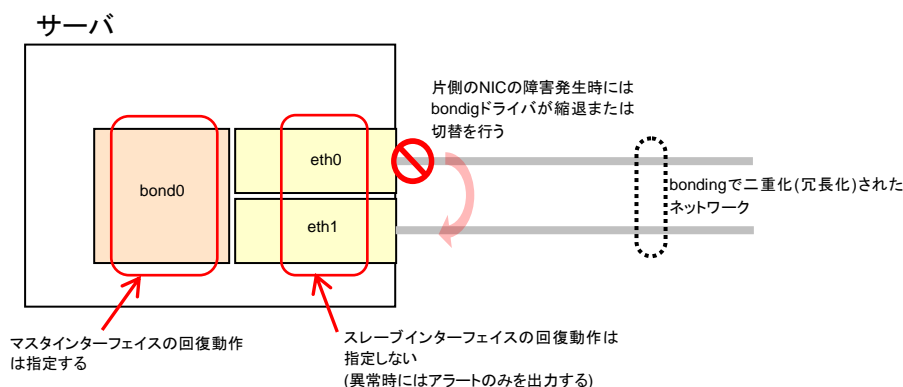 サーバ
片側のNICの障害発生時には
bondigドライバが縮退または
切替を行う
eth0
bond0
eth1
bondingで二重化(冗長化)された
ネットワーク
マスタインターフェイスの回復動作
は指定する
スレーブインターフェイスの回復動作は
指定しない
(異常時にはアラートのみを出力する)